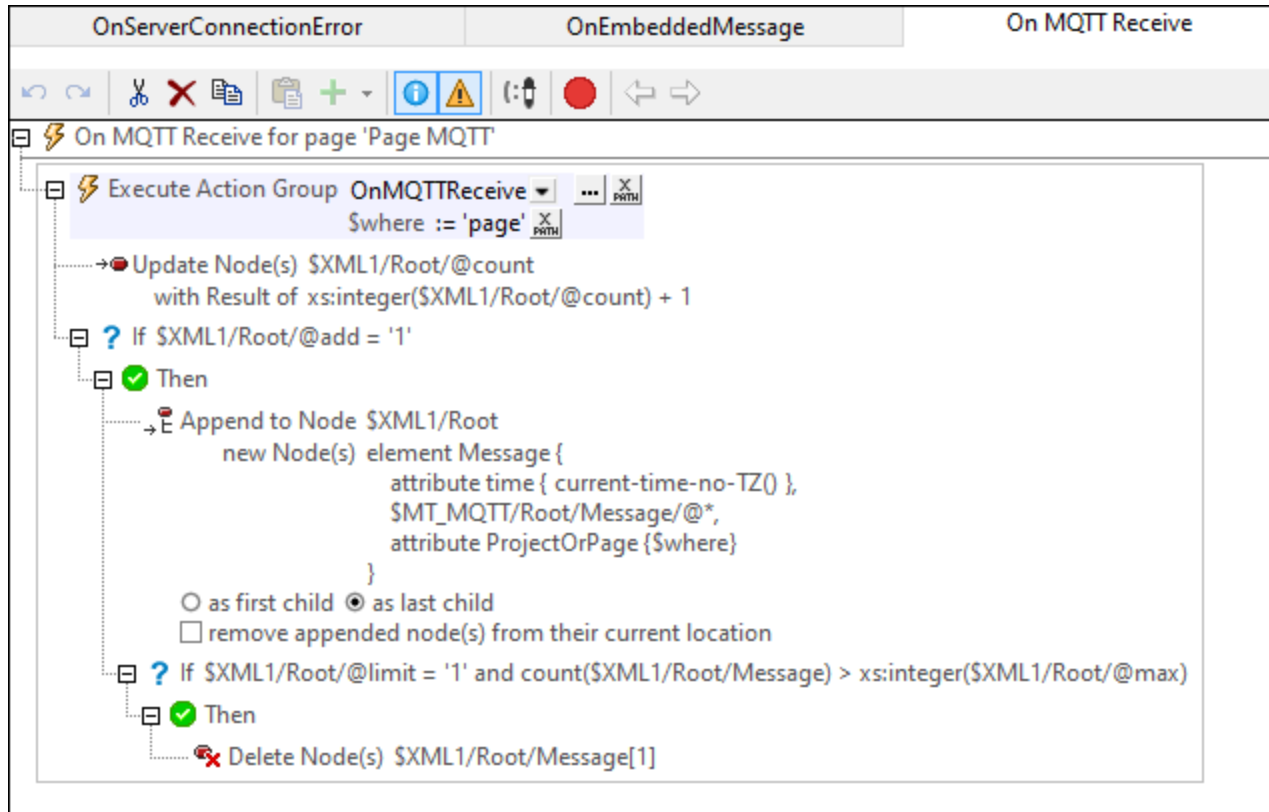 OnServerConnectionError OnEmbeddedMessage On MQTT Receive
On MQTT Receive for page 'Page MQTT'
Execute Action Group OnMQTTReceive ... X PATH
$where := 'page' X PATH
Update Node(s) $XML1/Root/@count
with Result of xs:integer($XML1/Root/@count) + 1
? If $XML1/Root/@add = '1'
Then
E Append to Node $XML1/Root
new Node(s) element Message {
attribute time { current-time-no-TZ() },
$MT_MQTT/Root/Message/@*,
attribute ProjectOrPage {$where}
}
as first child as last child
remove appended node(s) from their current location
? If $XML1/Root/@limit = '1' and count($XML1/Root/Message) > xs:integer($XML1/Root/@max)
Then
Delete Node(s) $XML1/Root/Message[1]